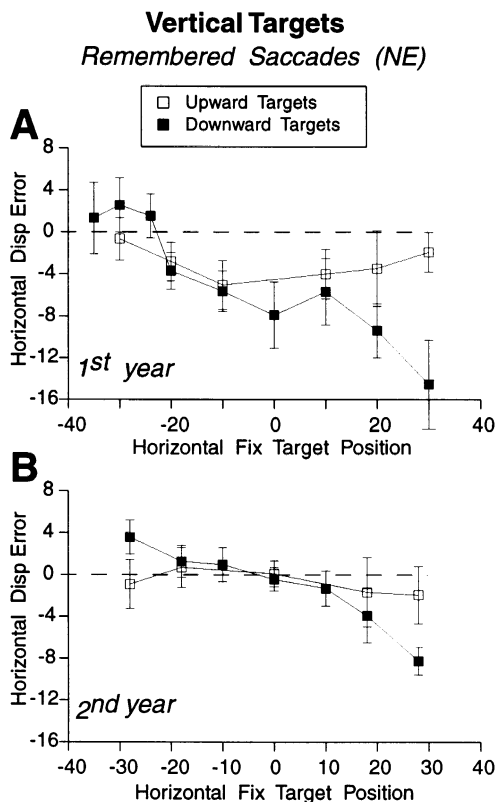 Vertical Targets
Remembered Saccades (NE)
Upward Targets
Downward Targets
A
8
4
0
-4
-8
-12
-16
Horizontal Disp Error
1st year
-40 -20 0 20 40
Horizontal Fix Target Position
B
8
4
0
-4
-8
-12
-16
Horizontal Disp Error
2nd year
-40 -30 -20 -10 0 10 20 30 40
Horizontal Fix Target Position